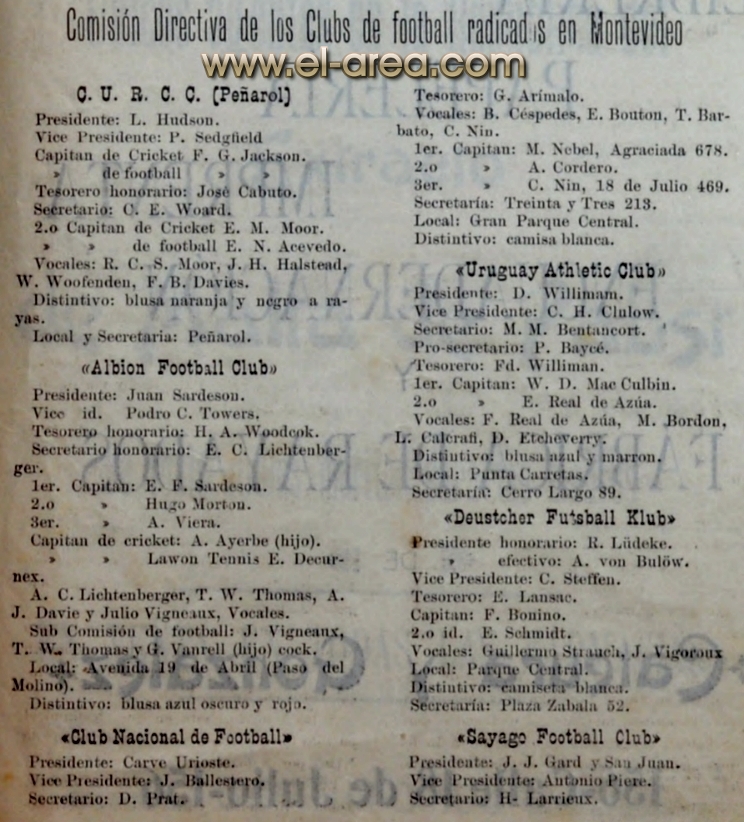 Comisión Directiva de los Clubs de football radicados en Montevideo
www.el-area.com
C. U. R. C. C. (Peñarol)
Presidente: L. Hudson.
Vice Presidente: P. Sedgfield
Capitan de Cricket F. G. Jackson.
» de football » »
Tesorero honorario: José Cabuto.
Secretario: C. E. Woard.
2.o Capitan de Cricket E. M. Moor.
» » de football E. N. Acevedo.
Vocales: R. C. S. Moor, J. H. Halstead,
W. Woofenden, F. B. Davies.
Distintivo: blusa naranja y negro a ra-
yas.
Local y Secretaria: Peñarol.
«Albion Football Club»
Presidente: Juan Sardeson.
Vice id. Podro C. Towers.
Tesorero honorario: H. A. Woodcok.
Secretario honorario: E. C. Lichtenber-
ger.
1er. Capitan: E. F. Sardeson.
2.o » Hugo Morton.
3er. » A. Viera.
Capitan de cricket: A. Ayerbe (hijo).
» » Lawon Tennis E. Decur-
nex.
A. C. Lichtenberger, T. W. Thomas, A.
J. Davie y Julio Vigneaux, Vocales.
Sub Comisión de football: J. Vigneaux,
T. W. Thomas y G. Vanrell (hijo) cock.
Local: Avenida 19 de Abril (Paso del
Molino).
Distintivo: blusa azul oscuro y rojo.
«Club Nacional de Football»
Presidente: Carve Urioste.
Vice Presidente: J. Ballestero.
Secretario: D. Prat.
Tesorero: G. Arímalo.
Vocales: B. Céspedes, E. Bouton, T. Bar-
bato, C. Nin.
1er. Capitan: M. Nebel, Agraciada 678.
2.o » A. Cordero.
3er. » C. Nin, 18 de Julio 469.
Secretaría: Treinta y Tres 213.
Local: Gran Parque Central.
Distintivo: camisa blanca.
«Uruguay Athletic Club»
Presidente: D. Willimam.
Vice Presidente: C. H. Clulow.
Secretario: M. M. Bentancort.
Pro-secretario: P. Baycé.
Tesorero: Fd. Williman.
1er. Capitan: W. D. Mac Culbin.
2.o » E. Real de Azúa.
Vocales: F. Real de Azúa, M. Bordon,
L. Calcrafi, D. Etcheverry.
Distintivo: blusa azul y marron.
Local: Punta Carretas.
Secretaría: Cerro Largo 89.
«Deustcher Futsball Klub»
Presidente honorario: R. Lüdeke.
» efectivo: A. von Bulów.
Vice Presidente: C. Steffen.
Tesorero: E. Lansac.
Capitan: F. Bonino.
2.o id. E. Schmidt.
Vocales: Guillermo Strauch, J. Vigoroux
Local: Parque Central.
Distintivo: camiseta blanca.
Secretaría: Plaza Zabala 52.
«Sayago Football Club»
Presidente: J. J. Gard y San Juan.
Vice Presidente: Antonio Piere.
Secretario: H- Larrieux.